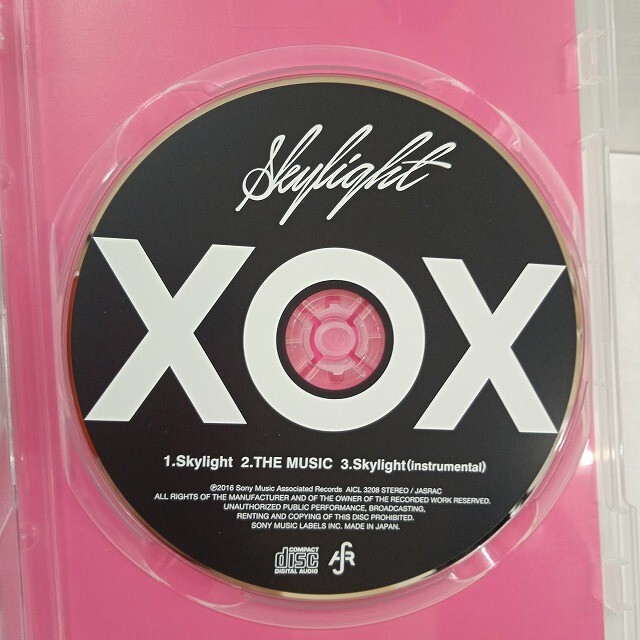 Skylight
XOX
1.Skylight 2.THE MUSIC 3.Skylight(instrumental)
℗2016 Sony Music Associated Records AICL 3208 STEREO / JASRAC
ALL RIGHTS OF THE MANUFACTURER AND OF THE OWNER OF THE RECORDED WORK RESERVED.
UNAUTHORIZED PUBLIC PERFORMANCE, BROADCASTING,
RENTING AND COPYING OF THIS DISC PROHIBITED.
SONY MUSIC LABELS INC. MADE IN JAPAN.
COMPACT
disc
DIGITAL AUDIO